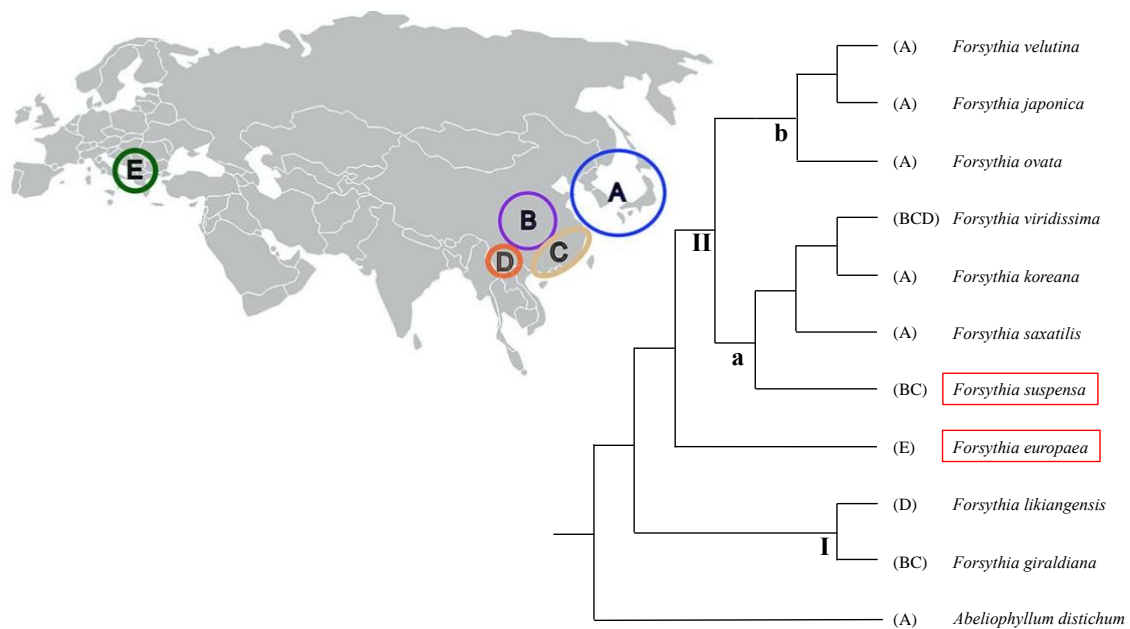 E
A
B
D
C
(A) Forsythia velutina
(A) Forsythia japonica
b
(A) Forsythia ovata
(BCD) Forsythia viridissima
II
(A) Forsythia koreana
(A) Forsythia saxatilis
a
(BC) Forsythia suspensa
(E) Forsythia europaea
(D) Forsythia likiangensis
I
(BC) Forsythia giraldiana
(A) Abeliophyllum distichum